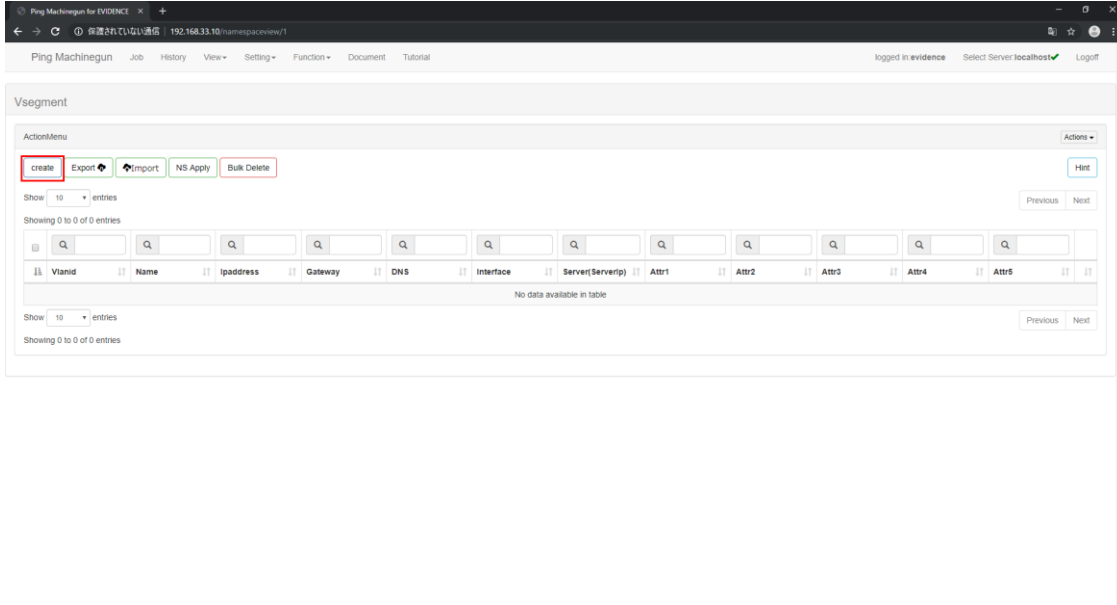 Ping Machinegun for EVIDENCE
保護されていない通信 192.168.33.10/namespaceview/1
Ping Machinegun Job History View Setting Function Document Tutorial logged in:evidence Select Server:localhost Logoff
Vsegment
ActionMenu Actions
create Export Import NS Apply Bulk Delete Hint
Show 10 entries Previous Next
Showing 0 to 0 of 0 entries
Vlanid Name Ipaddress Gateway DNS Interface Server(ServerIp) Attr1 Attr2 Attr3 Attr4 Attr5
No data available in table
Show 10 entries Previous Next
Showing 0 to 0 of 0 entries